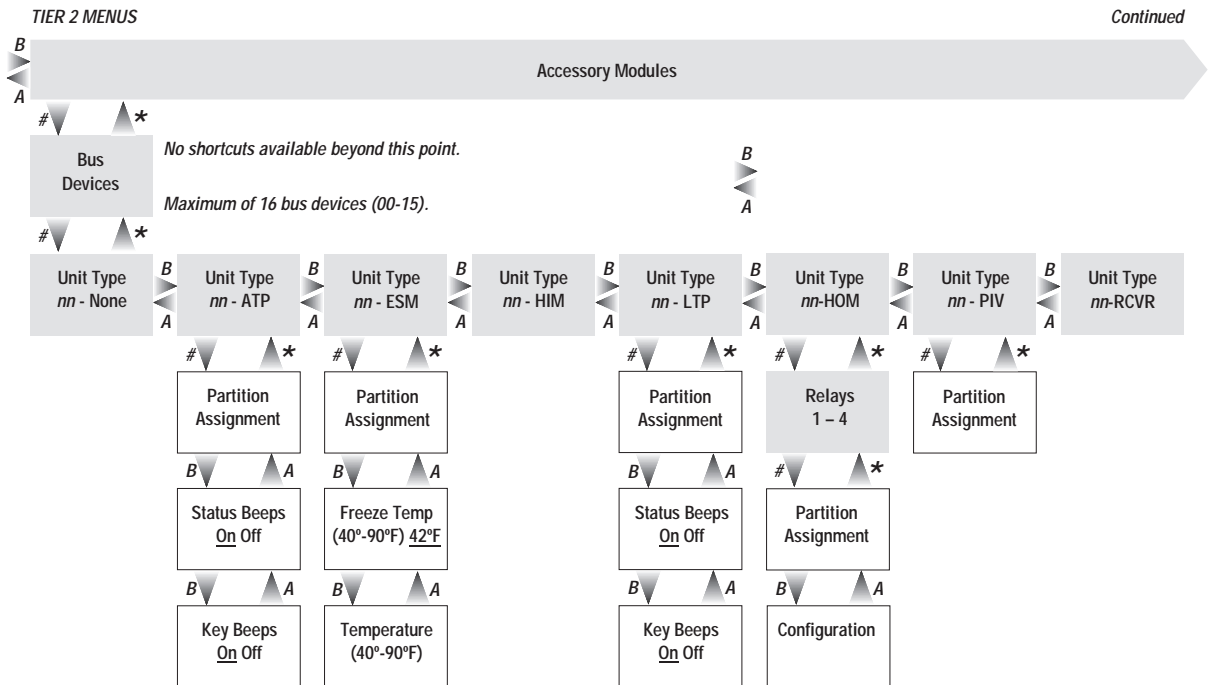 TIER 2 MENUS
Continued
B
A
Accessory Modules
# *
Bus
Devices
No shortcuts available beyond this point.
Maximum of 16 bus devices (00-15).
B
A
# *
Unit Type
nn - None
B
A
Unit Type
nn - ATP
B
A
Unit Type
nn - ESM
B
A
Unit Type
nn - HIM
B
A
Unit Type
nn - LTP
B
A
Unit Type
nn-HOM
B
A
Unit Type
nn - PIV
B
A
Unit Type
nn-RCVR
# *
Partition
Assignment
B A
Status Beeps
On Off
B A
Key Beeps
On Off
# *
Partition
Assignment
B A
Freeze Temp
(40º-90ºF) 42ºF
B A
Temperature
(40º-90ºF)
# *
Partition
Assignment
B A
Status Beeps
On Off
B A
Key Beeps
On Off
# *
Relays
1 – 4
# *
Partition
Assignment
B A
Configuration
# *
Partition
Assignment